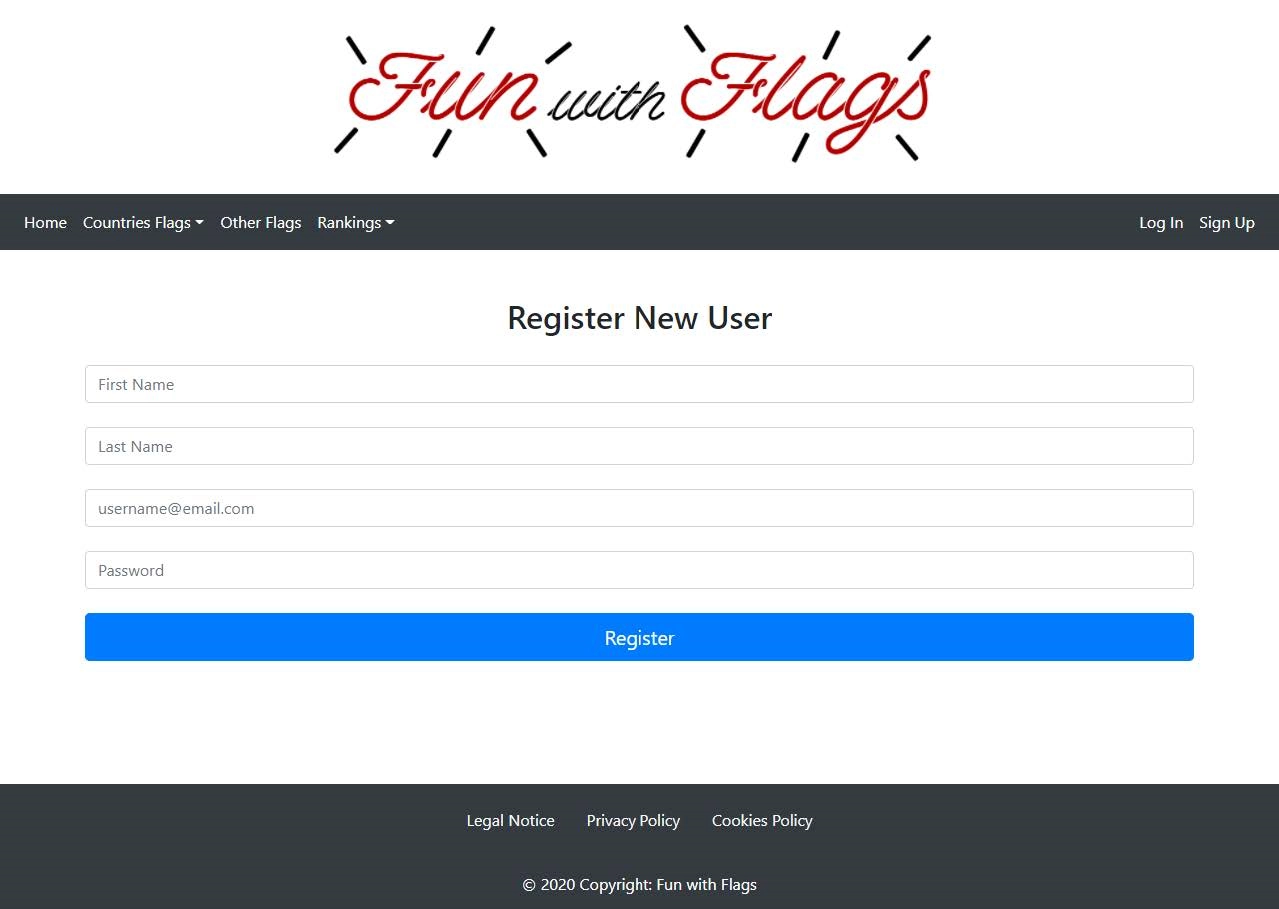 Fun with Flags
Home Countries Flags Other Flags Rankings Log In Sign Up
Register New User
First Name
Last Name
username@email.com
Password
Register
Legal Notice Privacy Policy Cookies Policy
© 2020 Copyright: Fun with Flags